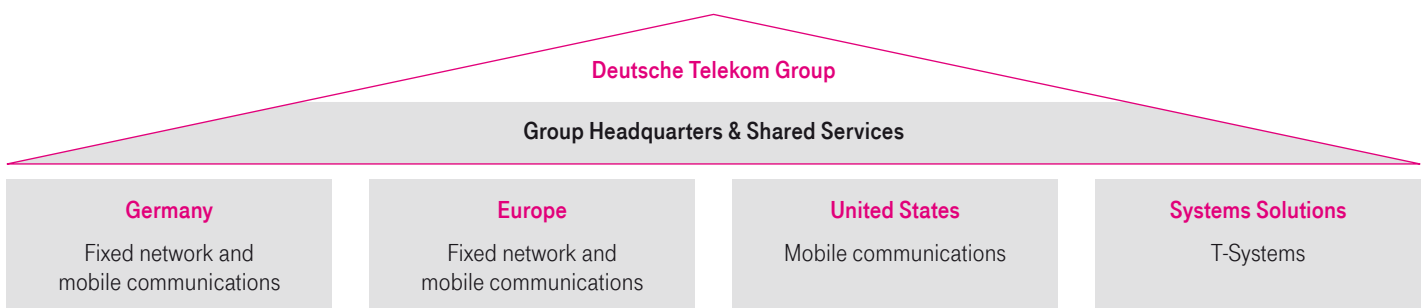 Deutsche Telekom Group
Group Headquarters & Shared Services
Germany
Fixed network and
mobile communications
Europe
Fixed network and
mobile communications
United States
Mobile communications
Systems Solutions
T-Systems